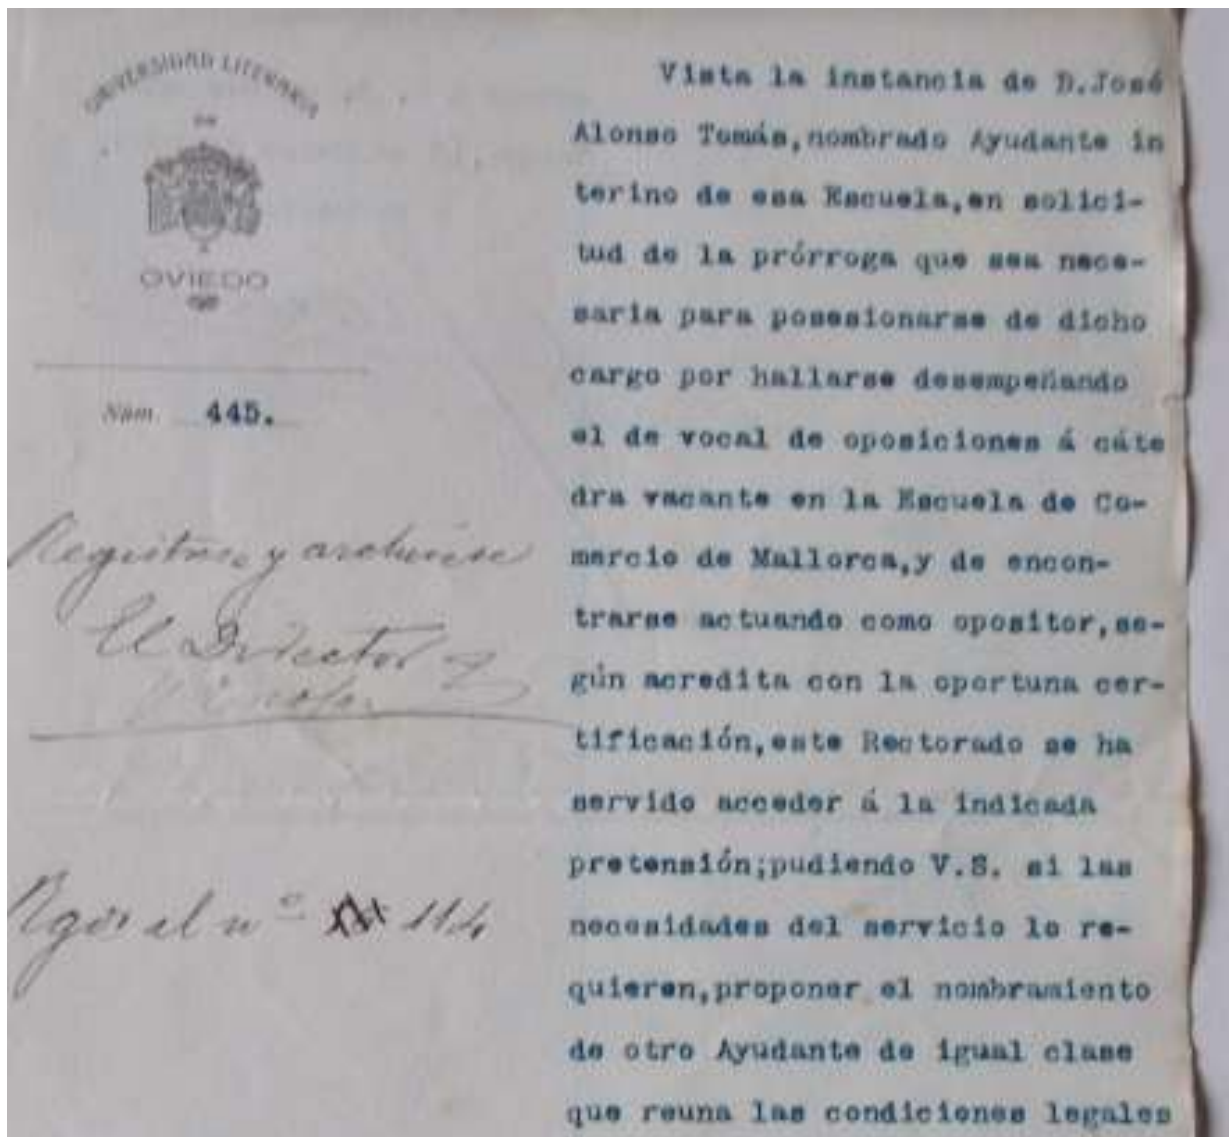 UNIVERSIDAD LITERARIA
DE
OVIEDO
Núm. 445.
Regístrese y archívese
El Director
Rgdo al nº 114
Vista la instancia de D.José
Alonso Tomás,nombrado Ayudante in
terino de esa Escuela,en solici-
tud de la prórroga que sea nece-
saria para posesionarse de dicho
cargo por hallarse desempeñando
el de vocal de oposiciones á cáte
dra vacante en la Escuela de Co-
mercio de Mallorca,y de encon-
trarse actuando como opositor,se-
gún acredita con la oportuna cer-
tificación,este Rectorado se ha
servido acceder á la indicada
pretensión;pudiendo V.S. si las
necesidades del servicio lo re-
quieren,proponer el nombramiento
de otro Ayudante de igual clase
que reuna las condiciones legales